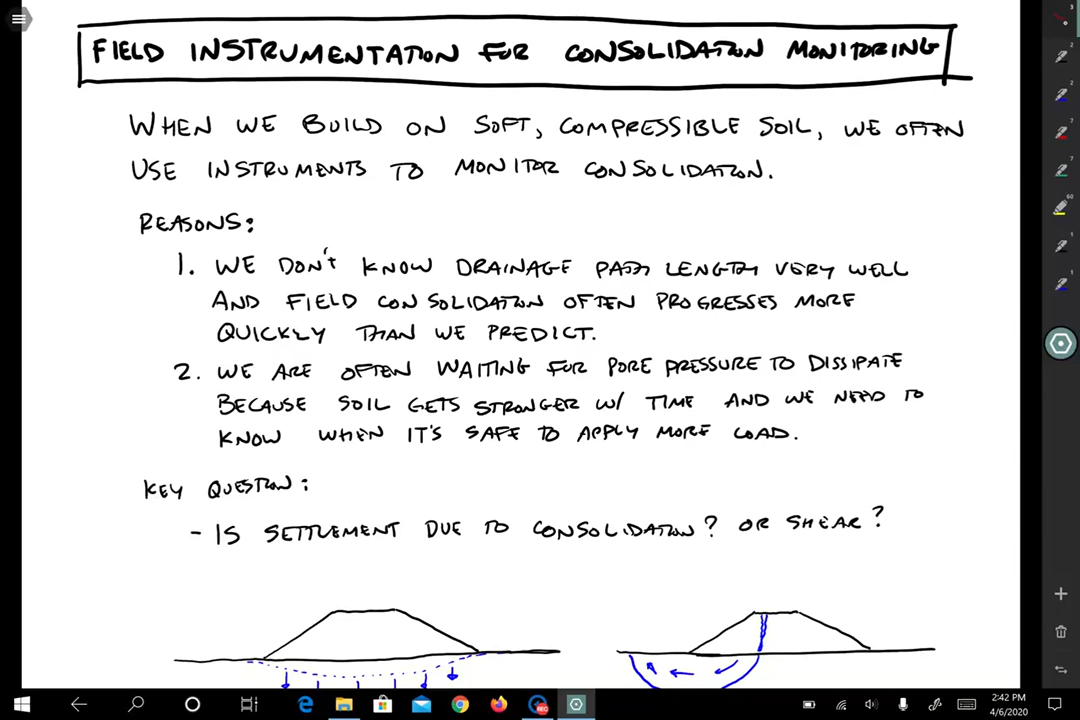 FIELD INSTRUMENTATION FOR CONSOLIDATION MONITORING
WHEN WE BUILD ON SOFT, COMPRESSIBLE SOIL, WE OFTEN
USE INSTRUMENTS TO MONITOR CONSOLIDATION.
REASONS:
1. WE DON'T KNOW DRAINAGE PATH LENGTH VERY WELL
AND FIELD CONSOLIDATION OFTEN PROGRESSES MORE
QUICKLY THAN WE PREDICT.
2. WE ARE OFTEN WAITING FOR PORE PRESSURE TO DISSIPATE
BECAUSE SOIL GETS STRONGER W/ TIME AND WE NEED TO
KNOW WHEN IT'S SAFE TO APPLY MORE LOAD.
KEY QUESTION:
- IS SETTLEMENT DUE TO CONSOLIDATION? OR SHEAR?
2:42 PM
4/6/2020